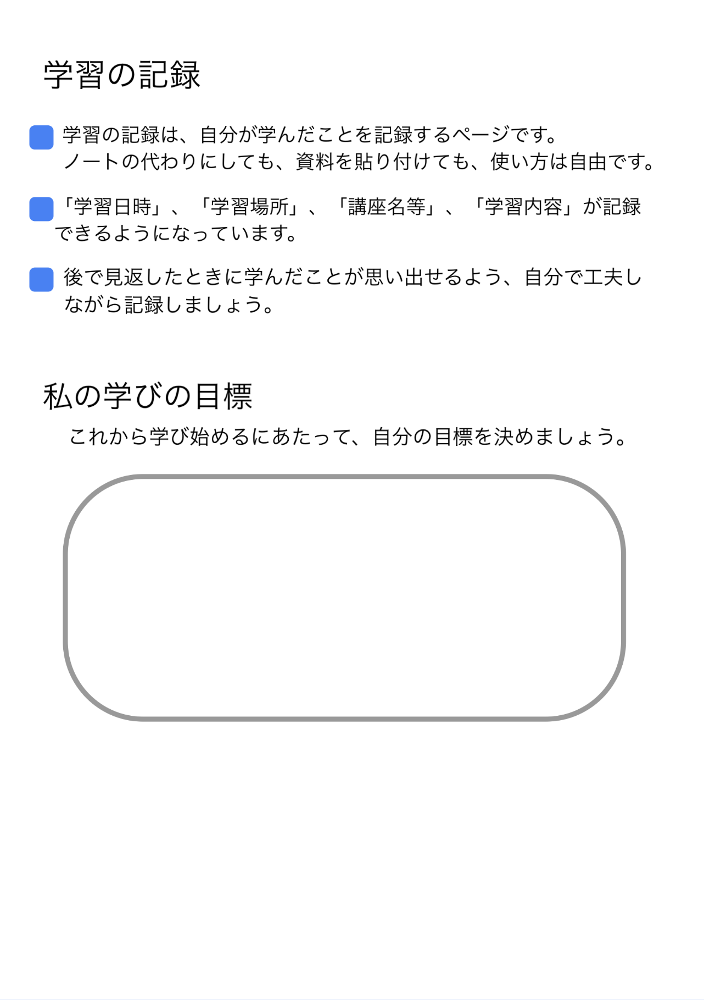 学習の記録
学習の記録は、自分が学んだことを記録するページです。
ノートの代わりにしても、資料を貼り付けても、使い方は自由です。
「学習日時」、「学習場所」、「講座名等」、「学習内容」が記録
できるようになっています。
後で見返したときに学んだことが思い出せるよう、自分で工夫し
ながら記録しましょう。
私の学びの目標
これから学び始めるにあたって、自分の目標を決めましょう。